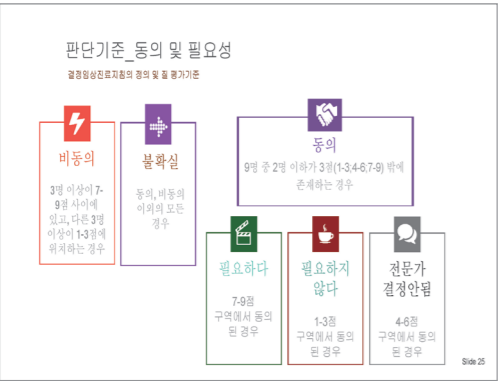 판단기준_동의 및 필요성
결정임상진료지침의 정의 및 질 평가기준
비동의
3명 이상이 7-
9점 사이에
있고, 다른 3명
이상이 1-3점에
위치하는 경우
불확실
동의, 비동의
이외의 모든
경우
동의
9명 중 2명 이하가 3점(1-3;4-6;7-9) 밖에
존재하는 경우
필요하다
7-9점
구역에서 동의
된 경우
필요하지
않다
1-3점
구역에서 동의
된 경우
전문가
결정안됨
4-6점
구역에서 동의
된 경우
Slide 25